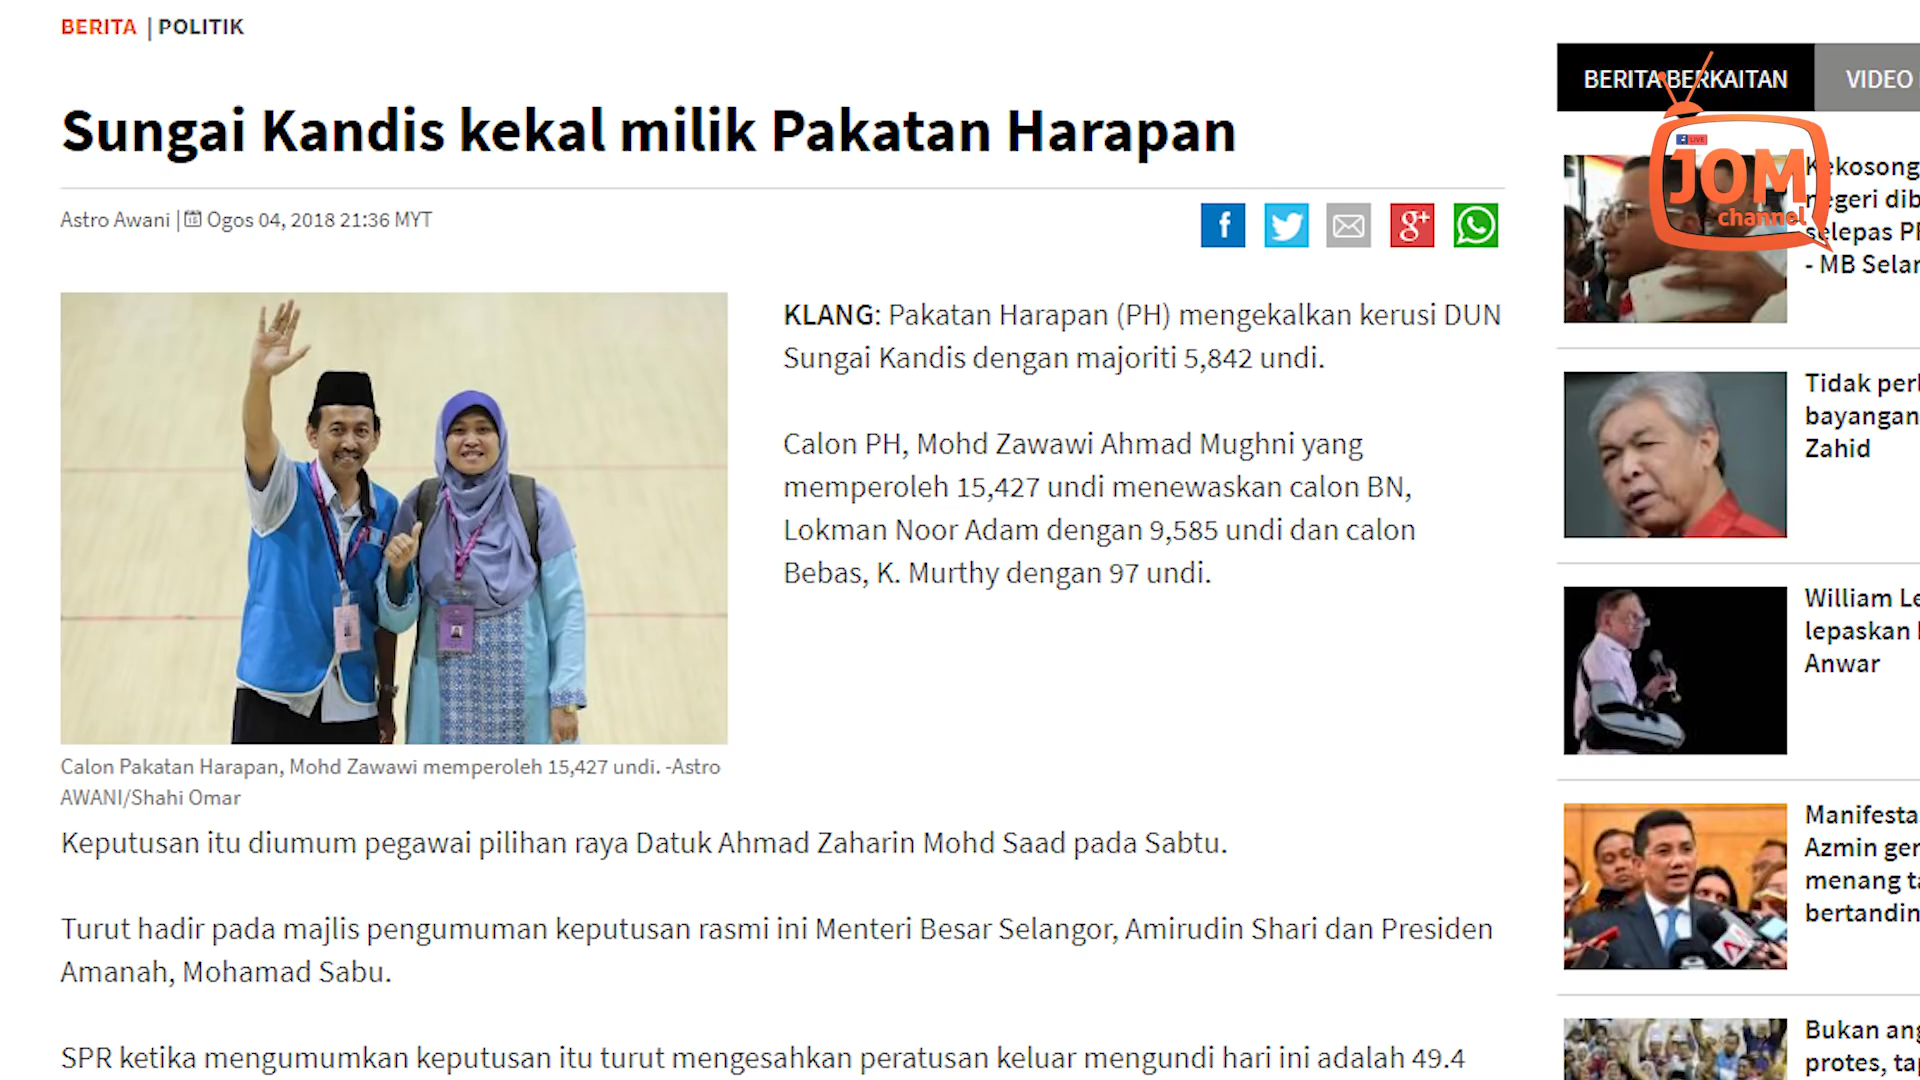 BERITA | POLITIK
Sungai Kandis kekal milik Pakatan Harapan
Astro Awani | Ogos 04, 2018 21:36 MYT
KLANG: Pakatan Harapan (PH) mengekalkan kerusi DUN
Sungai Kandis dengan majoriti 5,842 undi.
Calon PH, Mohd Zawawi Ahmad Mughni yang
memperoleh 15,427 undi menewaskan calon BN,
Lokman Noor Adam dengan 9,585 undi dan calon
Bebas, K. Murthy dengan 97 undi.
Calon Pakatan Harapan, Mohd Zawawi memperoleh 15,427 undi. -Astro
AWANI/Shahi Omar
Keputusan itu diumum pegawai pilihan raya Datuk Ahmad Zaharin Mohd Saad pada Sabtu.
Turut hadir pada majlis pengumuman keputusan rasmi ini Menteri Besar Selangor, Amirudin Shari dan Presiden
Amanah, Mohamad Sabu.
SPR ketika mengumumkan keputusan itu turut mengesahkan peratusan keluar mengundi hari ini adalah 49.4
BERITA BERKAITAN
VIDEO
LIVE
JOM
channel
Kekosong
negeri dib
selepas P
- MB Selan
Tidak perl
bayangan
Zahid
William Le
lepaskan
Anwar
Manifesta
Azmin ger
menang ta
bertandin
Bukan ang
protes, tap